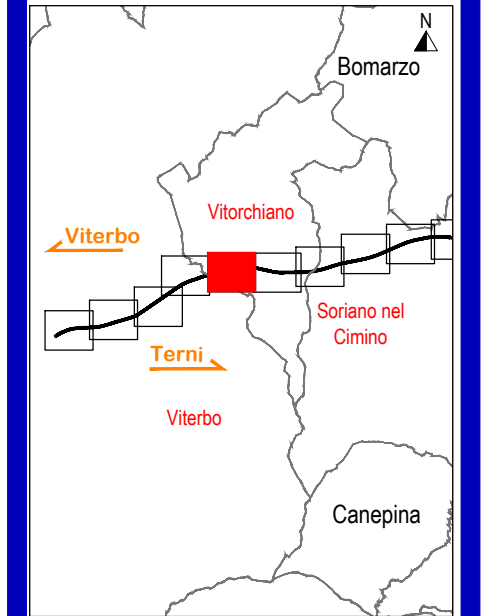 N
Bomarzo
Vitorchiano
Viterbo
Soriano nel
Cimino
Terni
Viterbo
Canepina